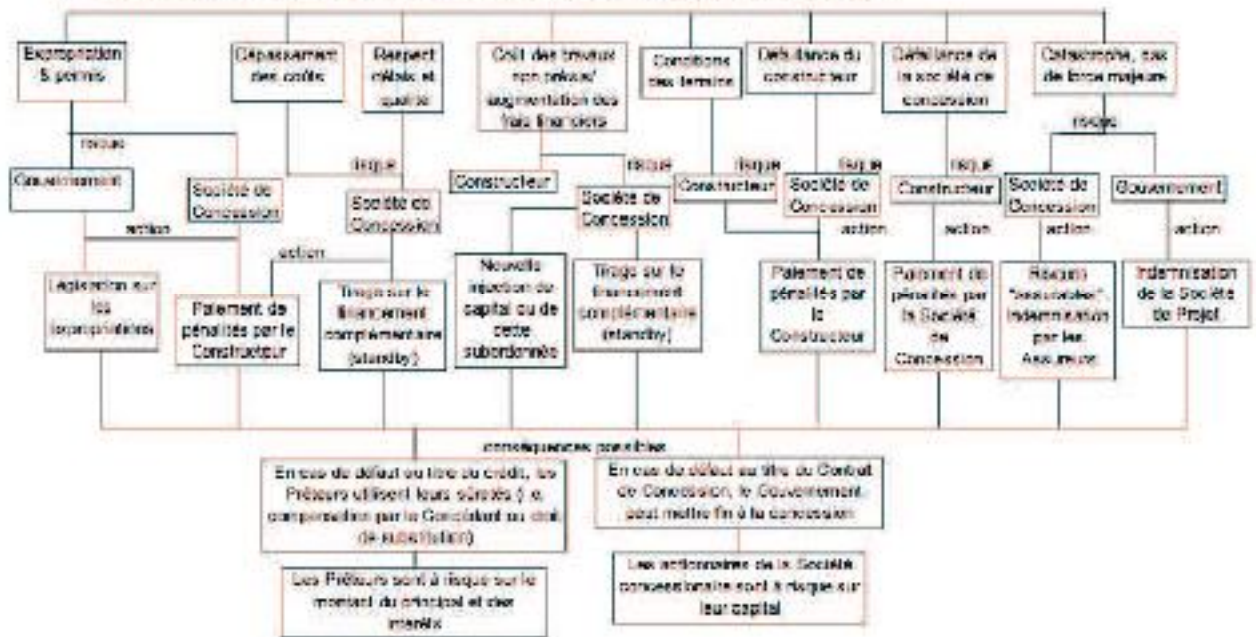 Expropriation
& permis
Dépassement
des coûts
Respect
délais et
qualité
Coût des travaux
non prévus/
augmentation des
frais financiers
Conditions
des terrains
Défaillance du
constructeur
Défaillance de
la société de
concession
Catastrophe, cas
de force majeure
risque
risque
risque
risque
risque
risque
risque
Gouvernement
Société de
Concession
Société de
Concession
Constructeur
Société de
Concession
Constructeur
Société de
Concession
Constructeur
Société de
Concession
Gouvernement
action
action
action
action
action
action
Législation sur
les
expropriations
Paiement de
pénalités par le
Constructeur
Tirage sur le
financement
complémentaire
(standby)
Nouvelle
injection de
capital ou de
dette
subordonnée
Tirage sur le
financement
complémentaire
(standby)
Paiement de
pénalités par
le
Constructeur
Paiement de
pénalités par
la Société
de
Concession
Risques
"assurables".
Indemnisation
par les
Assureurs
Indemnisation
de la Société
de Projet
conséquences possibles
En cas de défaut au titre du crédit, les
Prêteurs utilisent leurs sûretés (i.e.
compensation par le Concédant ou droit
de substitution)
En cas de défaut au titre du Contrat
de Concession, le Gouvernement
peut mettre fin à la concession
Les Prêteurs sont à risque sur le
montant du principal et des
intérêts
Les actionnaires de la Société
concessionaire sont à risque sur
leur capital